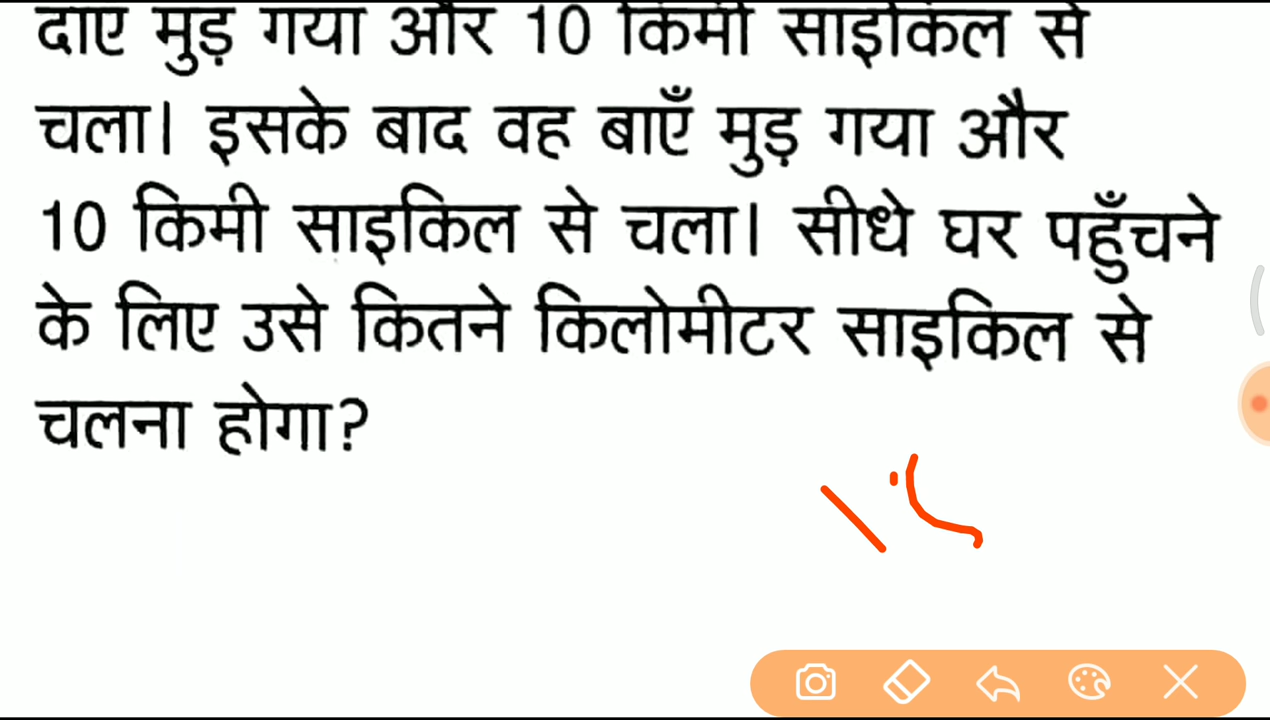 दाएँ मुड़ गया और 10 किमी साइकिल से
चला। इसके बाद वह बाएँ मुड़ गया और
10 किमी साइकिल से चला। सीधे घर पहुँचने
के लिए उसे कितने किलोमीटर साइकिल से
चलना होगा?